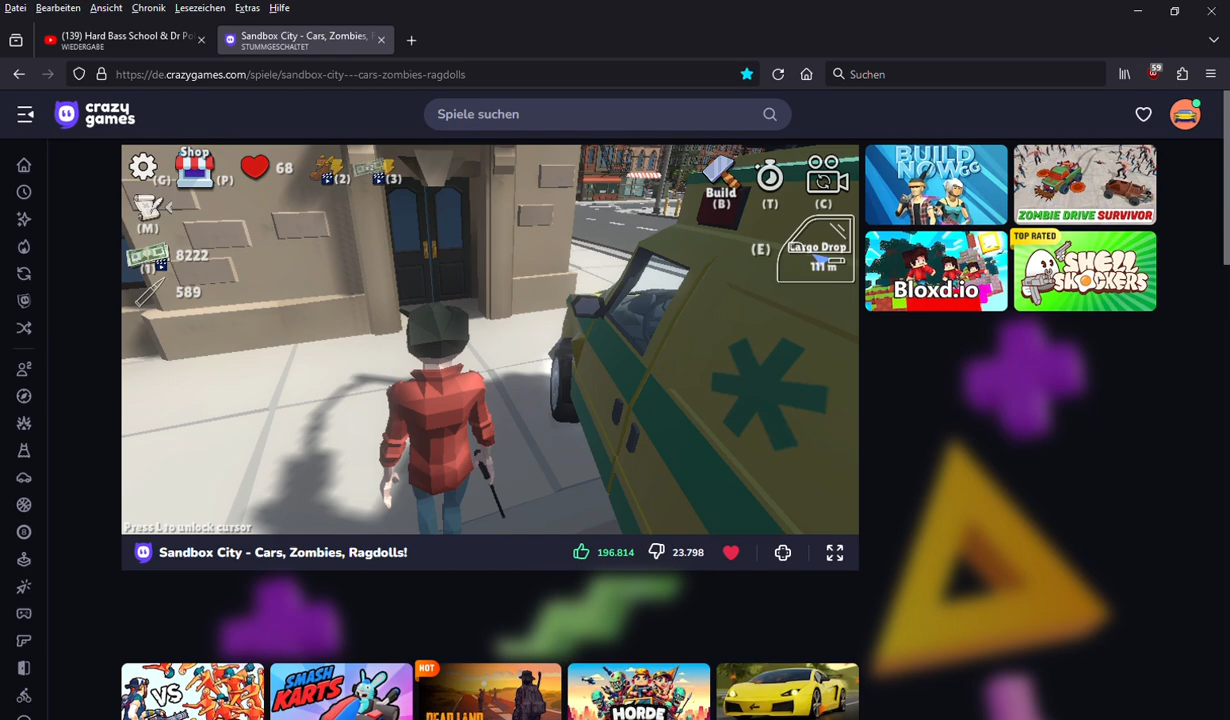 Datei Bearbeiten Ansicht Chronik Lesezeichen Extras Hilfe
(139) Hard Bass School & Dr Po
WIEDERGABE
Sandbox City - Cars, Zombies,
STUMMGESCHALTET
https://de.crazygames.com/spiele/sandbox-city---cars-zombies-ragdolls
Suchen
59
crazy
games
Spiele suchen
Shop
(G)
(P)
68
(2)
(3)
Build
(B)
(T)
(C)
(M)
(1)
8222
589
(E)
Cargo Drop
111 m
Press L to unlock cursor
BUILD
NOW
GG
ZOMBIE DRIVE SURVIVOR
Bloxd.io
TOP RATED
SHELL
SHOCKERS
Sandbox City - Cars, Zombies, Ragdolls!
196.814
23.798
VS
SMASH
KARTS
HOT
DEAD LAND
HORDE